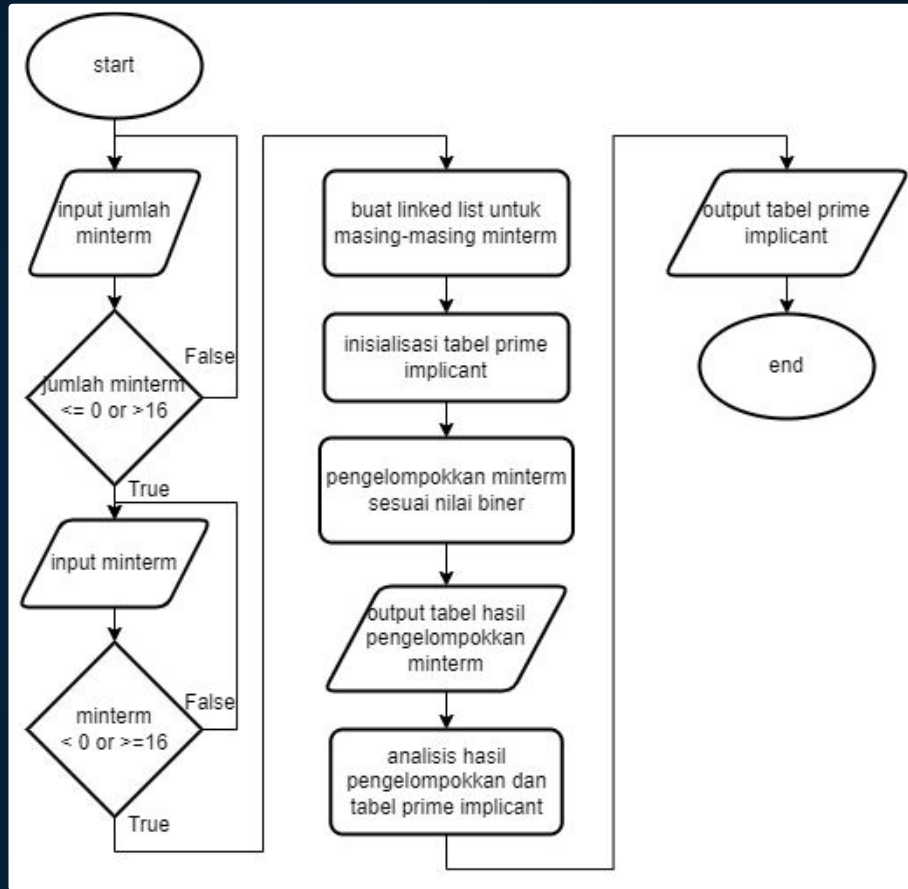 start
input jumlah
minterm
jumlah minterm
<= 0 or >16
False
True
input minterm
minterm
< 0 or >=16
False
True
buat linked list untuk
masing-masing minterm
inisialisasi tabel prime
implicant
pengelompokkan minterm
sesuai nilai biner
output tabel hasil
pengelompokkan
minterm
analisis hasil
pengelompokkan dan
tabel prime implicant
output tabel prime
implicant
end